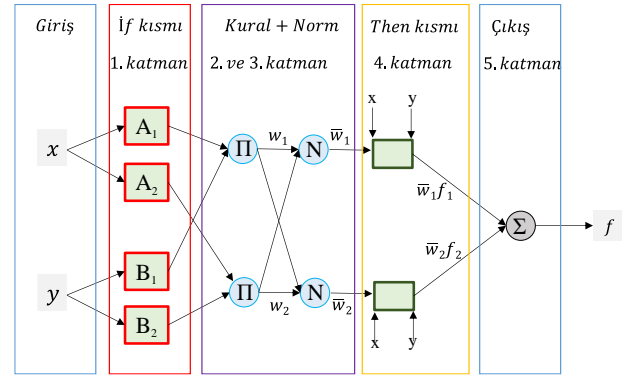 Giriş
İf kısmı
1. katman
Kural + Norm
2. ve 3. katman
Then kısmı
4. katman
Çıkış
5. katman
x
y
A₁
A₂
B₁
B₂
Π
Π
w₁
w₂
N
N
w̅₁
w̅₂
x
y
x
y
w̅₁f₁
w̅₂f₂
Σ
f